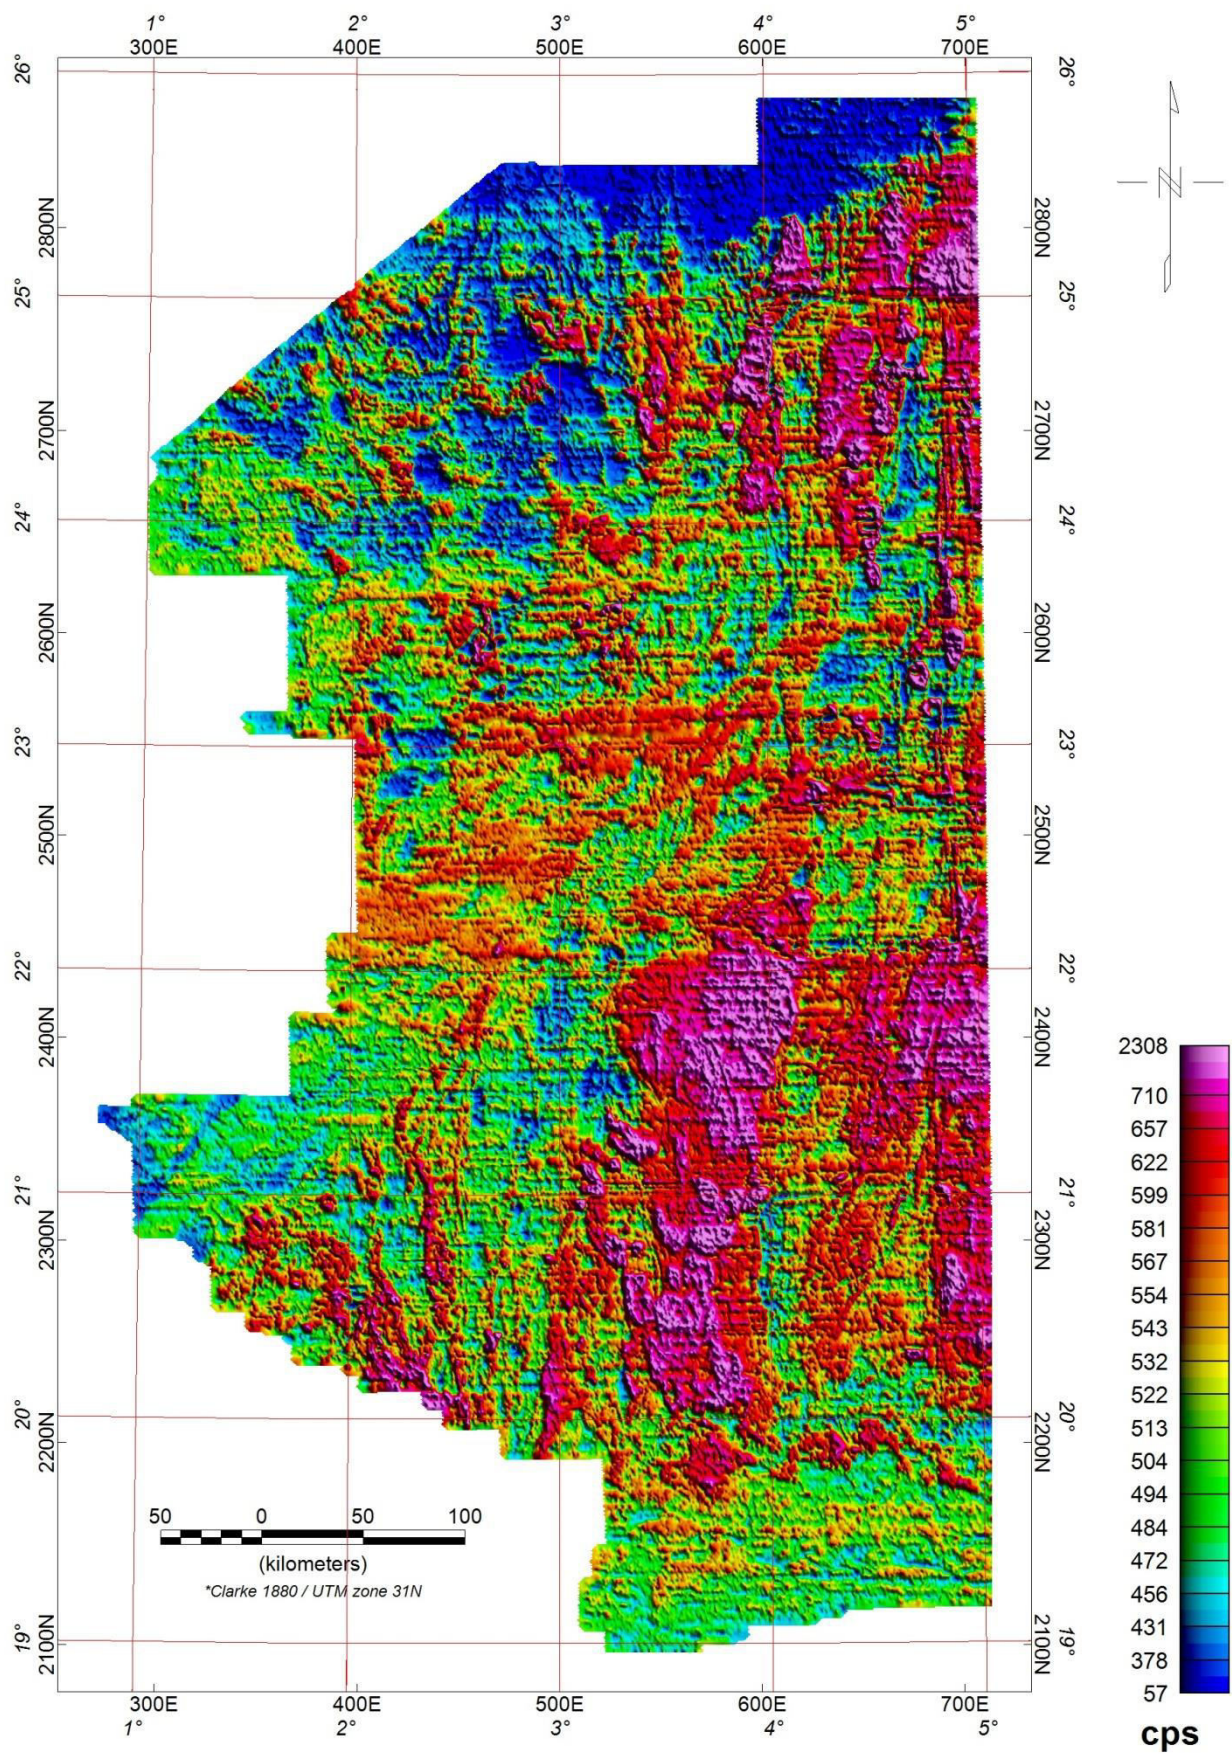 1° 2° 3° 4° 5°
300E 400E 500E 600E 700E
26° 26°
2800N 2800N
25° 25°
2700N 2700N
24° 24°
2600N 2600N
23° 23°
2500N 2500N
22° 22°
2400N 2400N
21° 21°
2300N 2300N
20° 20°
2200N 2200N
19° 19°
2100N 2100N
N
50 0 50 100
(kilometers)
*Clarke 1880 / UTM zone 31N
300E 400E 500E 600E 700E
1° 2° 3° 4° 5°
2308
710
657
622
599
581
567
554
543
532
522
513
504
494
484
472
456
431
378
57
cps